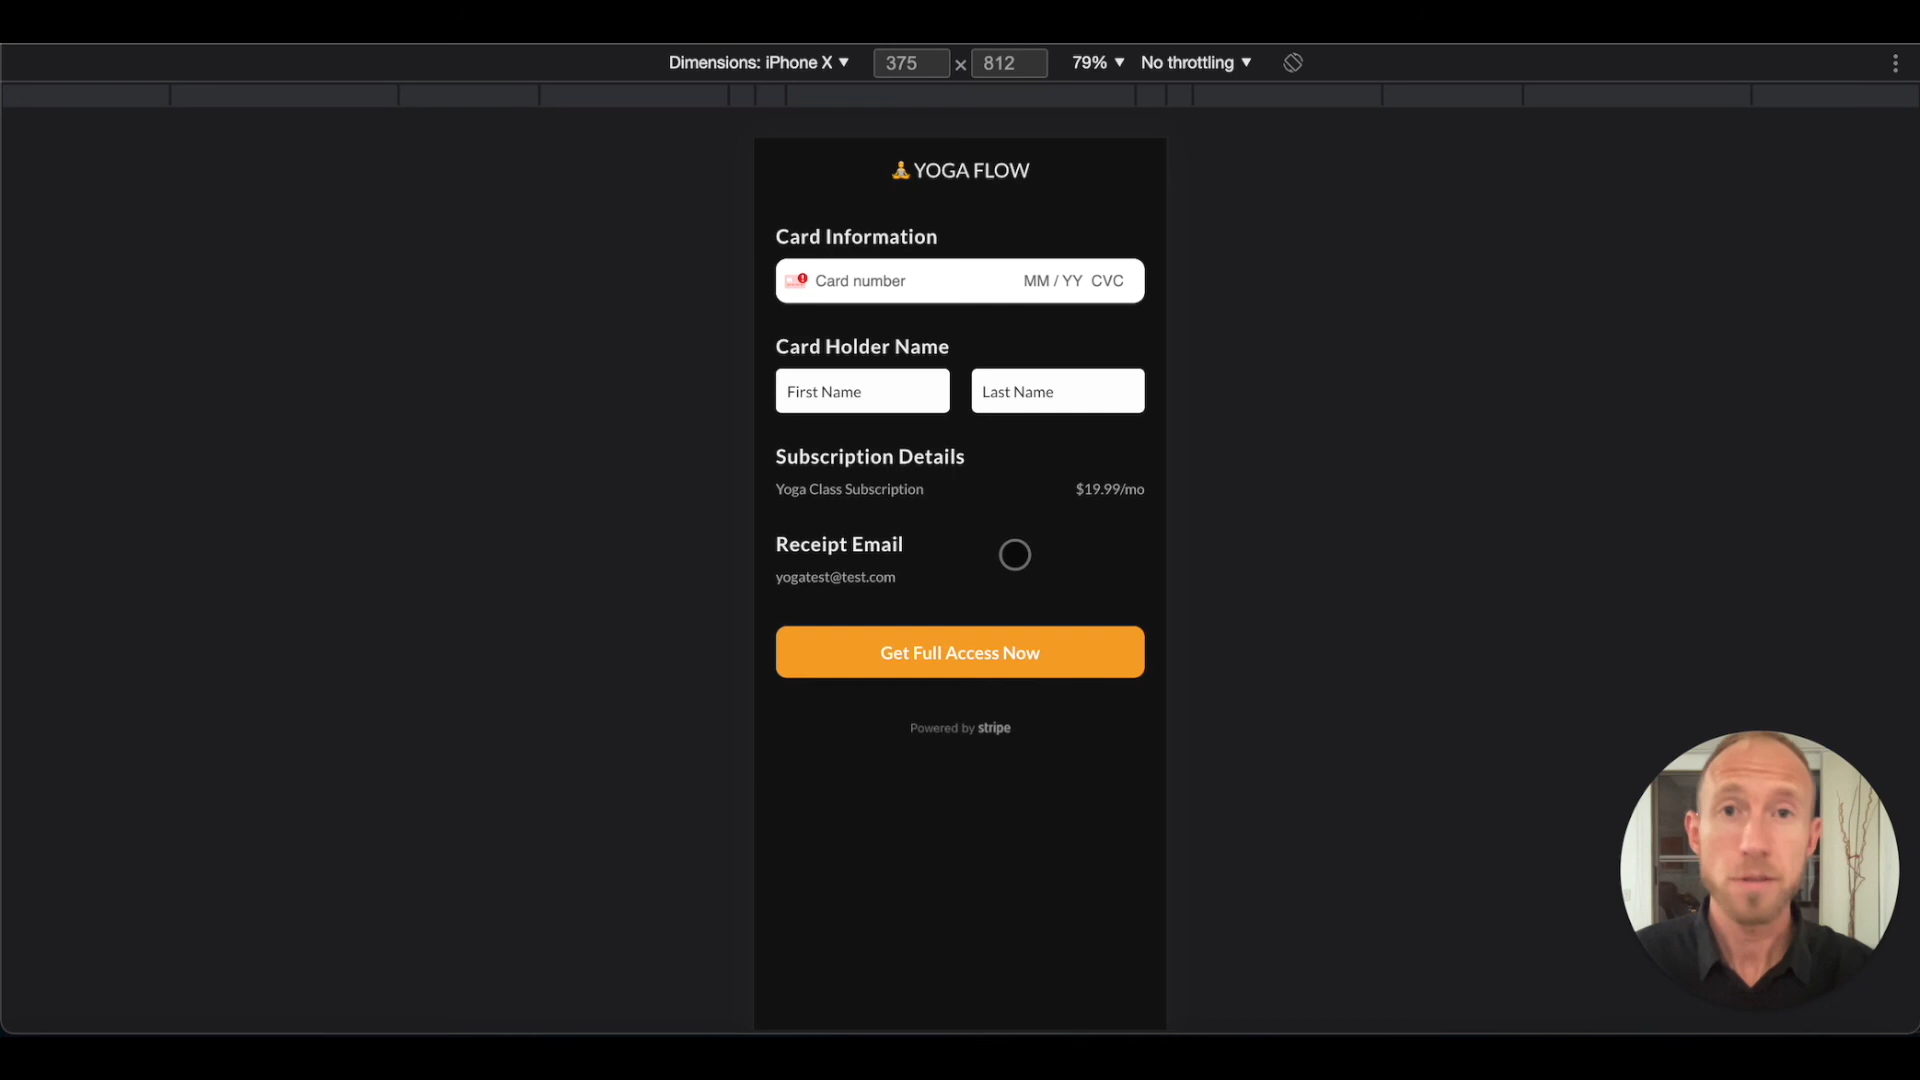 Dimensions: iPhone X ▼ 375 × 812 79% ▼ No throttling ▼
YOGA FLOW
Card Information
Card number MM / YY CVC
Card Holder Name
First Name Last Name
Subscription Details
Yoga Class Subscription $19.99/mo
Receipt Email
yogatest@test.com
Get Full Access Now
Powered by stripe